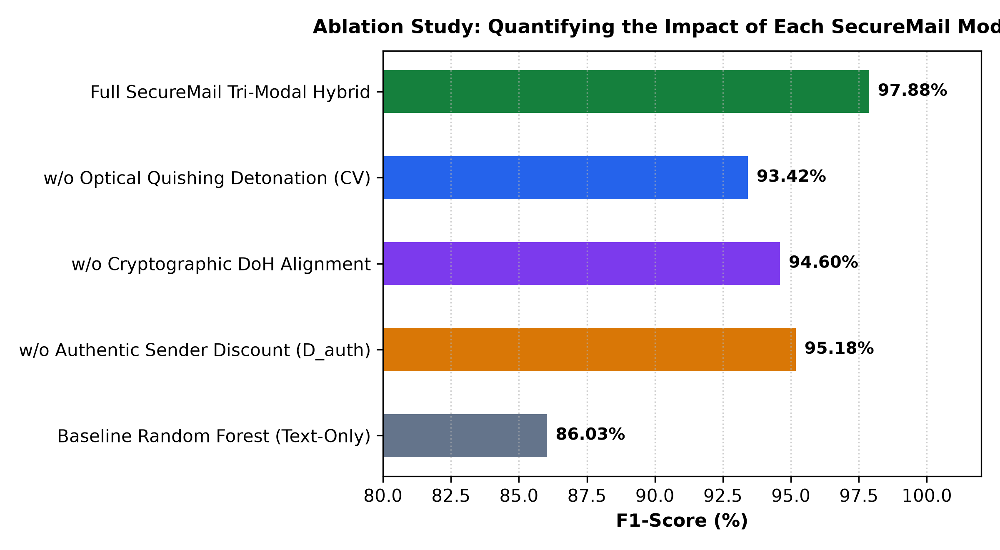 Ablation Study: Quantifying the Impact of Each SecureMail Mod
Full SecureMail Tri-Modal Hybrid
97.88%
w/o Optical Quishing Detonation (CV)
93.42%
w/o Cryptographic DoH Alignment
94.60%
w/o Authentic Sender Discount (D_auth)
95.18%
Baseline Random Forest (Text-Only)
86.03%
80.0 82.5 85.0 87.5 90.0 92.5 95.0 97.5 100.0
F1-Score (%)